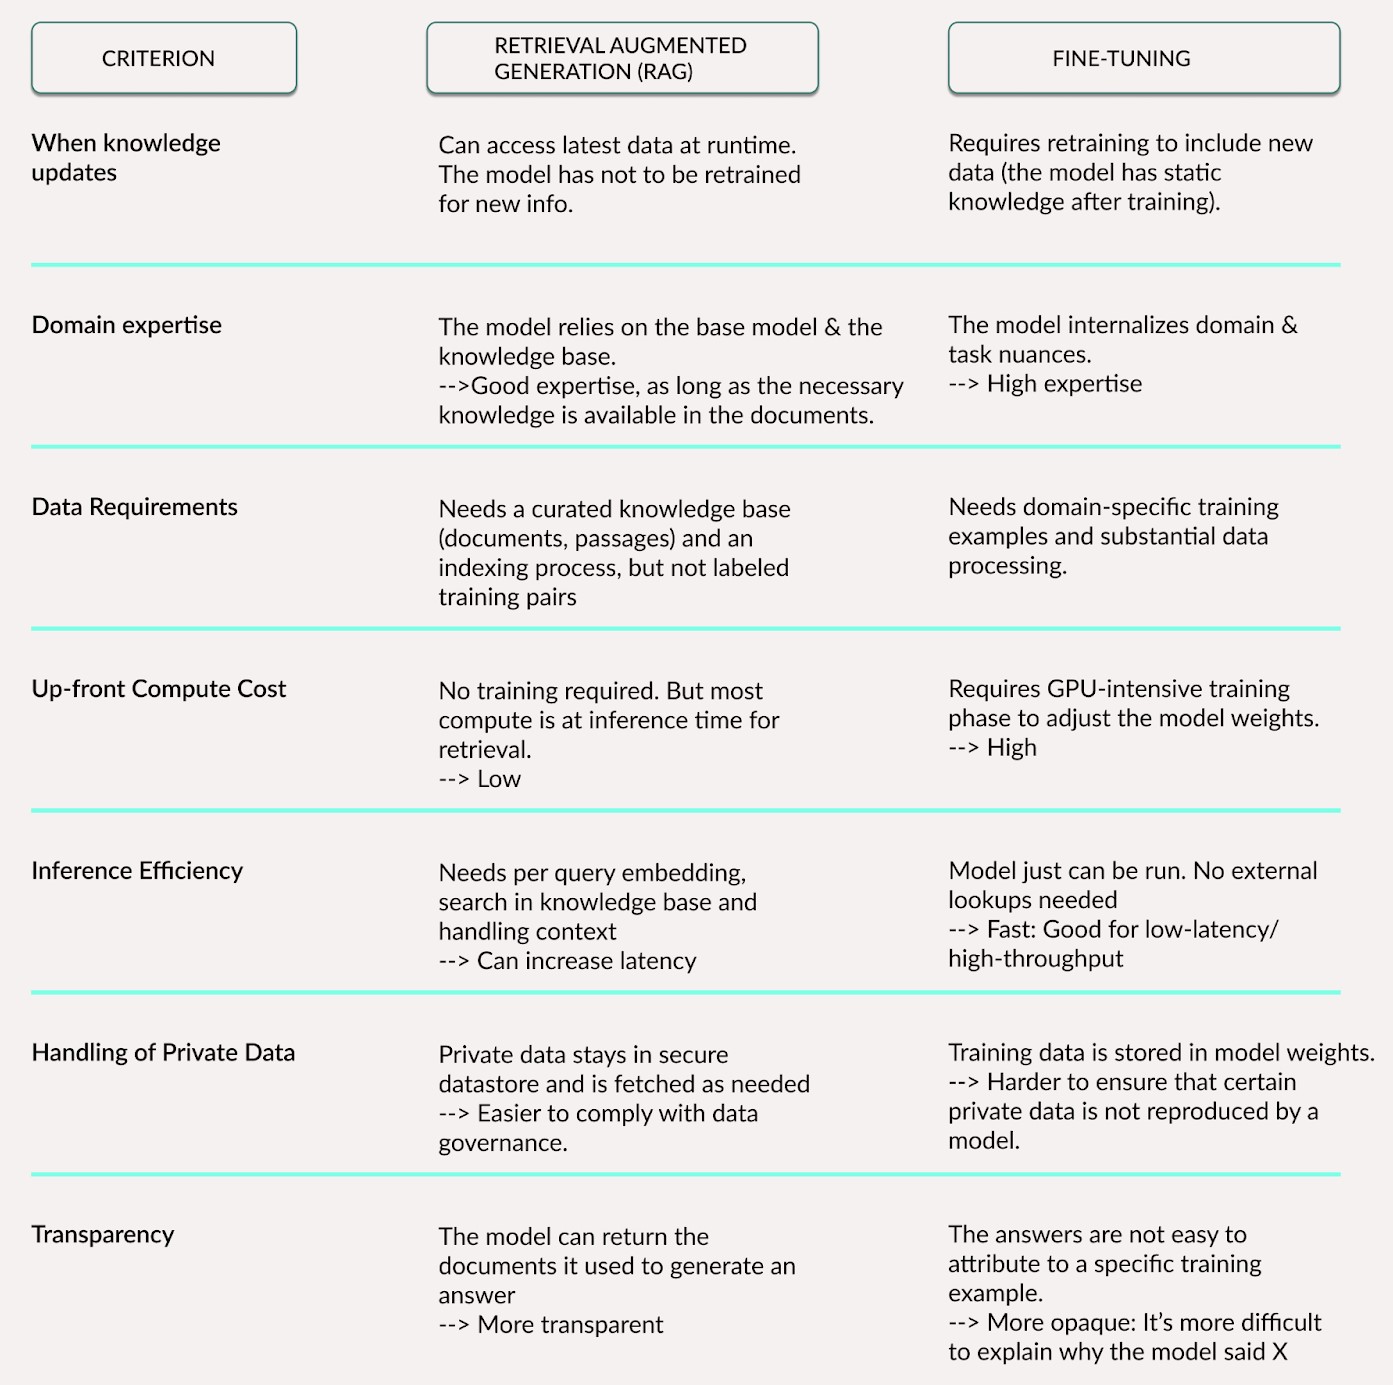 CRITERION
RETRIEVAL AUGMENTED
GENERATION (RAG)
FINE-TUNING
When knowledge
updates
Can access latest data at runtime.
The model has not to be retrained
for new info.
Requires retraining to include new
data (the model has static
knowledge after training).
Domain expertise
The model relies on the base model & the
knowledge base.
-->Good expertise, as long as the necessary
knowledge is available in the documents.
The model internalizes domain &
task nuances.
--> High expertise
Data Requirements
Needs a curated knowledge base
(documents, passages) and an
indexing process, but not labeled
training pairs
Needs domain-specific training
examples and substantial data
processing.
Up-front Compute Cost
No training required. But most
compute is at inference time for
retrieval.
--> Low
Requires GPU-intensive training
phase to adjust the model weights.
--> High
Inference Efficiency
Needs per query embedding,
search in knowledge base and
handling context
--> Can increase latency
Model just can be run. No external
lookups needed
--> Fast: Good for low-latency/
high-throughput
Handling of Private Data
Private data stays in secure
datastore and is fetched as needed
--> Easier to comply with data
governance.
Training data is stored in model weights.
--> Harder to ensure that certain
private data is not reproduced by a
model.
Transparency
The model can return the
documents it used to generate an
answer
--> More transparent
The answers are not easy to
attribute to a specific training
example.
--> More opaque: It’s more difficult
to explain why the model said X